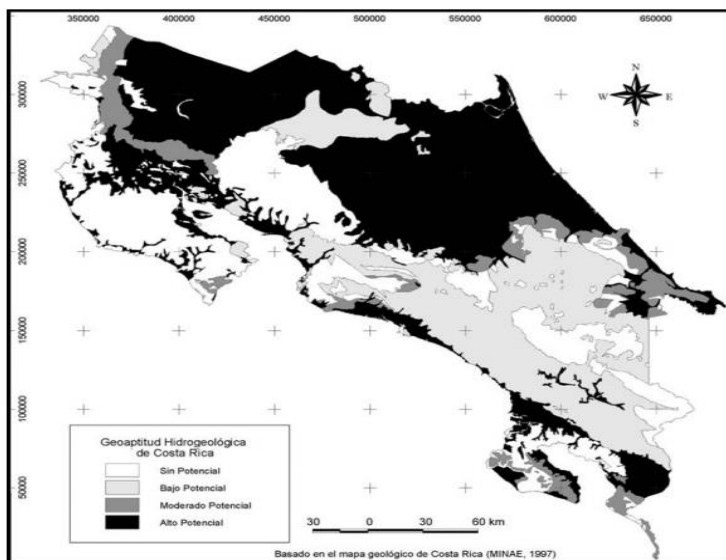 350000 400000 450000 500000 550000 600000 650000
300000
250000
200000
150000
100000
50000
N
W E
S
Geoaptitud Hidrogeológica
de Costa Rica
Sin Potencial
Bajo Potencial
Moderado Potencial
Alto Potencial
30 0 30 60 km
Basado en el mapa geológico de Costa Rica (MINAE, 1997)